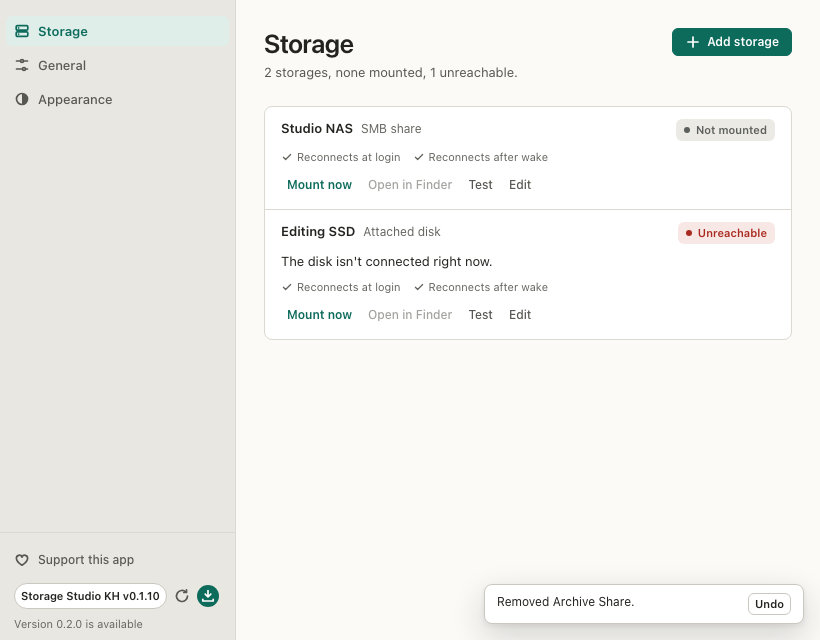 Storage
General
Appearance
Support this app
Storage Studio KH v0.1.10
Version 0.2.0 is available
Storage
Add storage
2 storages, none mounted, 1 unreachable.
Studio NAS SMB share
Not mounted
Reconnects at login Reconnects after wake
Mount now Open in Finder Test Edit
Editing SSD Attached disk
Unreachable
The disk isn't connected right now.
Reconnects at login Reconnects after wake
Mount now Open in Finder Test Edit
Removed Archive Share.
Undo